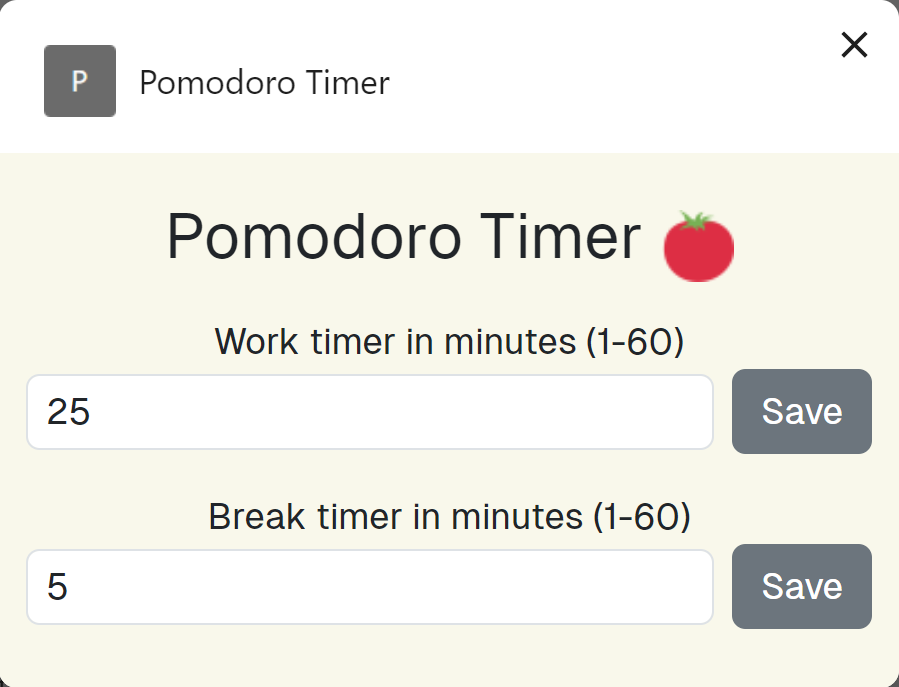 P
Pomodoro Timer
Pomodoro Timer
Work timer in minutes (1-60)
25
Save
Break timer in minutes (1-60)
5
Save